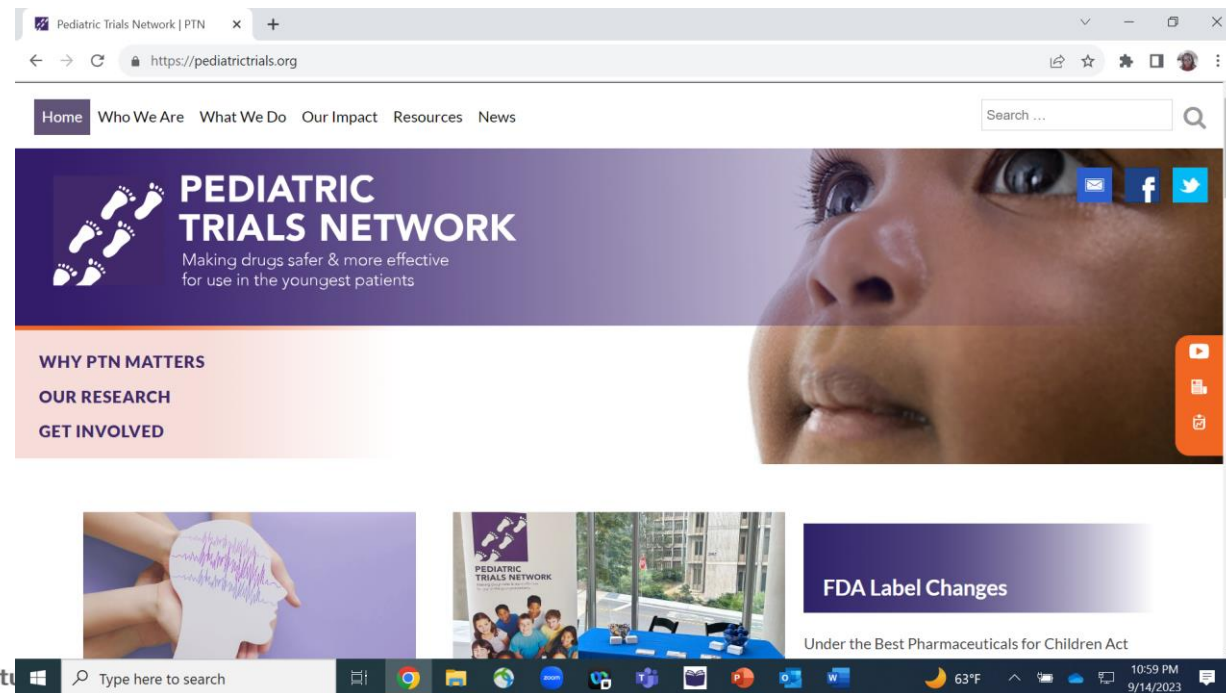 Pediatric Trials Network | PTN
https://pediatrictrials.org
Home Who We Are What We Do Our Impact Resources News
Search ...
PEDIATRIC
TRIALS NETWORK
Making drugs safer & more effective
for use in the youngest patients
WHY PTN MATTERS
OUR RESEARCH
GET INVOLVED
PEDIATRIC
TRIALS NETWORK
FDA Label Changes
Under the Best Pharmaceuticals for Children Act
Type here to search
zoom
63°F
10:59 PM
9/14/2023